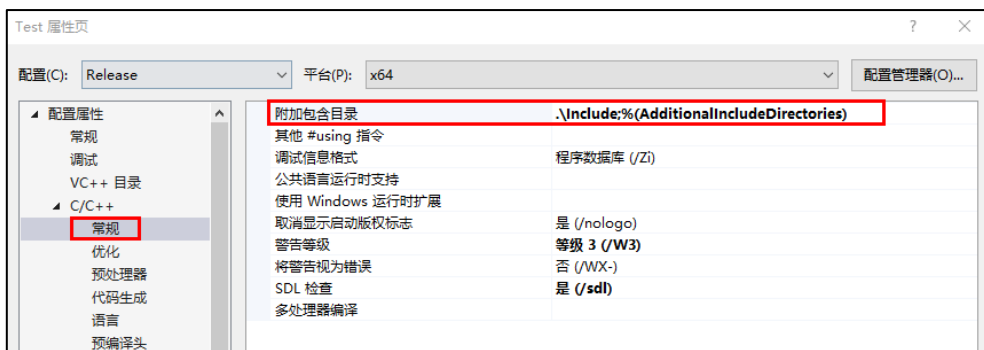 Test 属性页
配置(C): Release 平台(P): x64 配置管理器(O)...
配置属性
常规
调试
VC++ 目录
C/C++
常规
优化
预处理器
代码生成
语言
预编译头
附加包含目录 .\Include;%(AdditionalIncludeDirectories)
其他 #using 指令
调试信息格式 程序数据库 (/Zi)
公共语言运行时支持
使用 Windows 运行时扩展
取消显示启动版权标志 是 (/nologo)
警告等级 等级 3 (/W3)
将警告视为错误 否 (/WX-)
SDL 检查 是 (/sdl)
多处理器编译